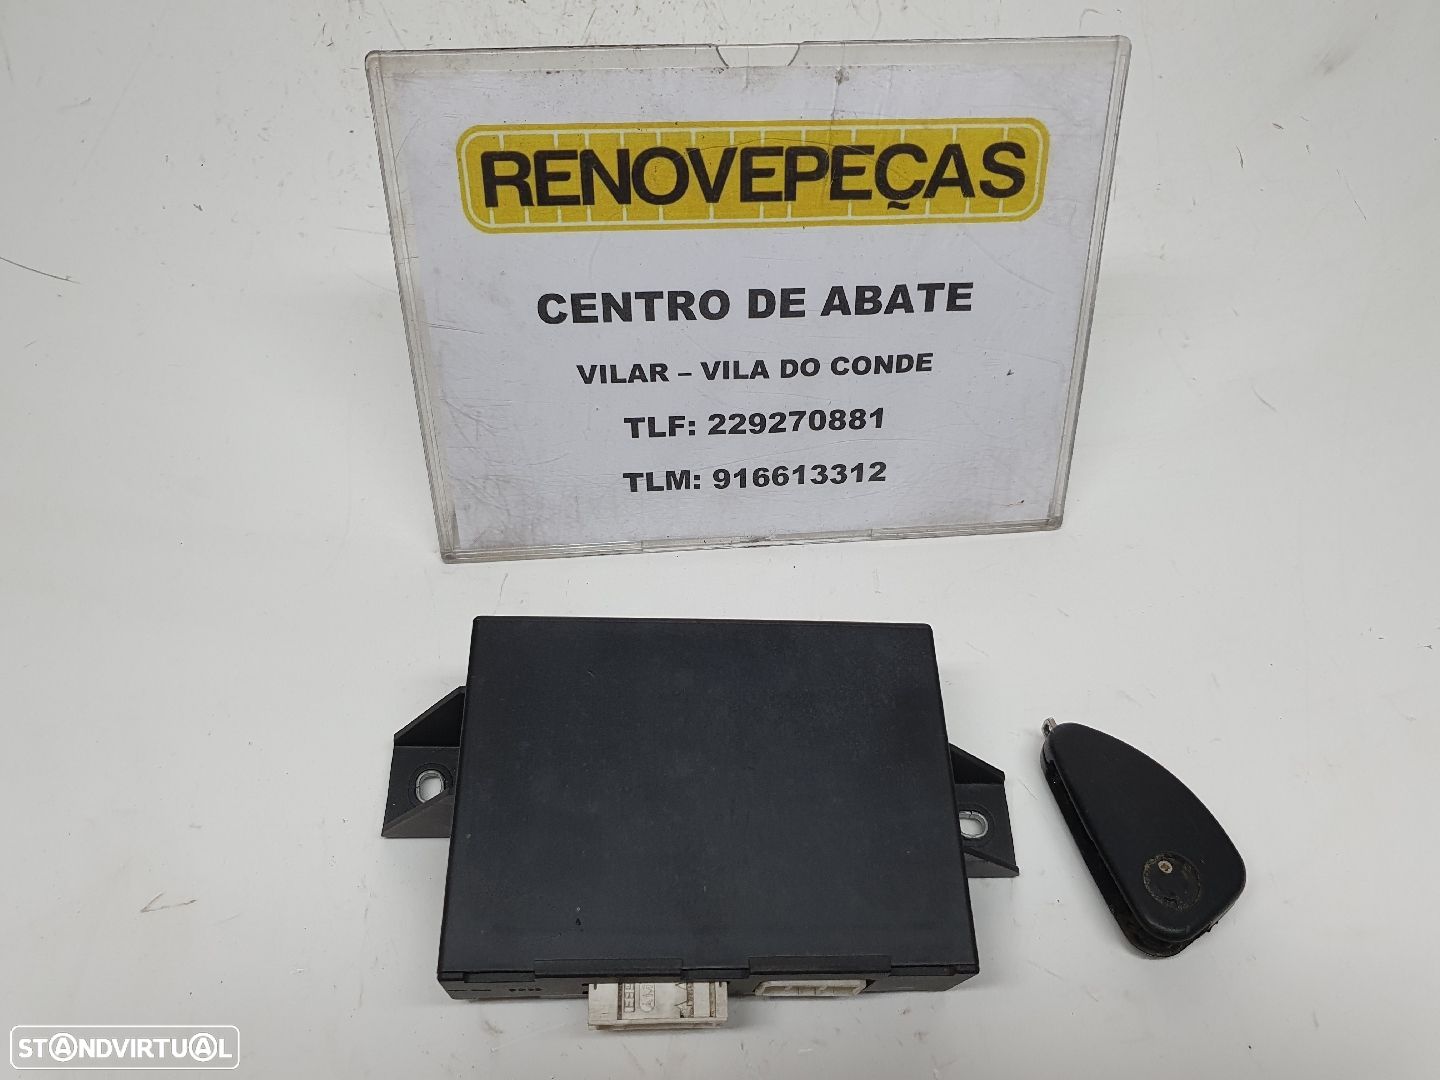 RENOVEPEÇAS
CENTRO DE ABATE
VILAR – VILA DO CONDE
TLF: 229270881
TLM: 916613312
STANDVIRTUAL